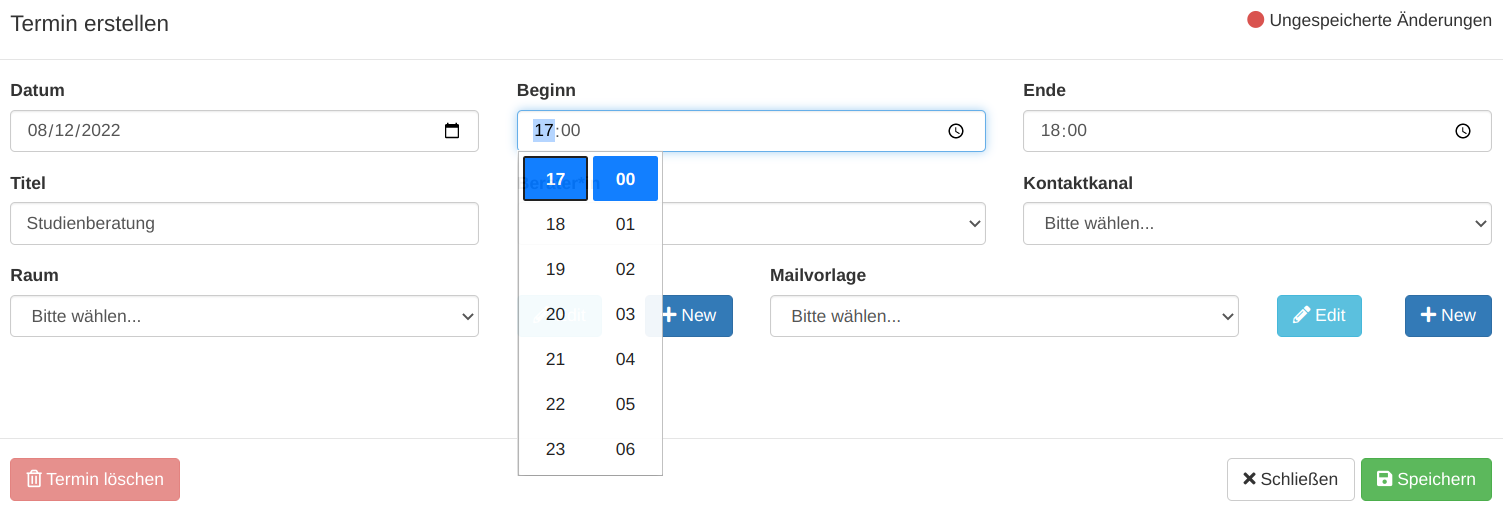 Termin erstellen
Ungespeicherte Änderungen
Datum
Beginn
Ende
08/12/2022
17:00
18:00
Titel
Kontaktkanal
Studienberatung
Bitte wählen...
Raum
Mailvorlage
Bitte wählen...
New
Bitte wählen...
Edit
New
17 00
18 01
19 02
20 03
21 04
22 05
23 06
Termin löschen
Schließen
Speichern